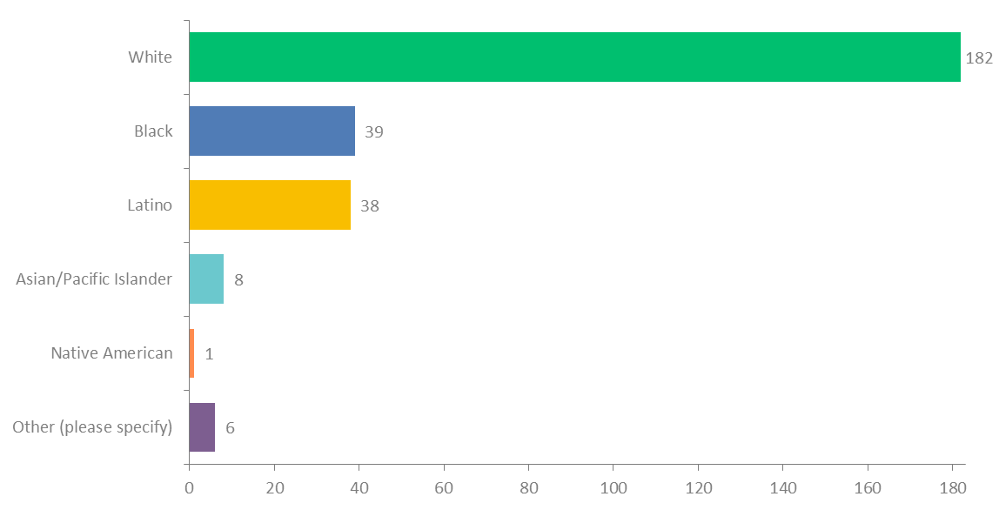 White 182
Black 39
Latino 38
Asian/Pacific Islander 8
Native American 1
Other (please specify) 6
0 20 40 60 80 100 120 140 160 180